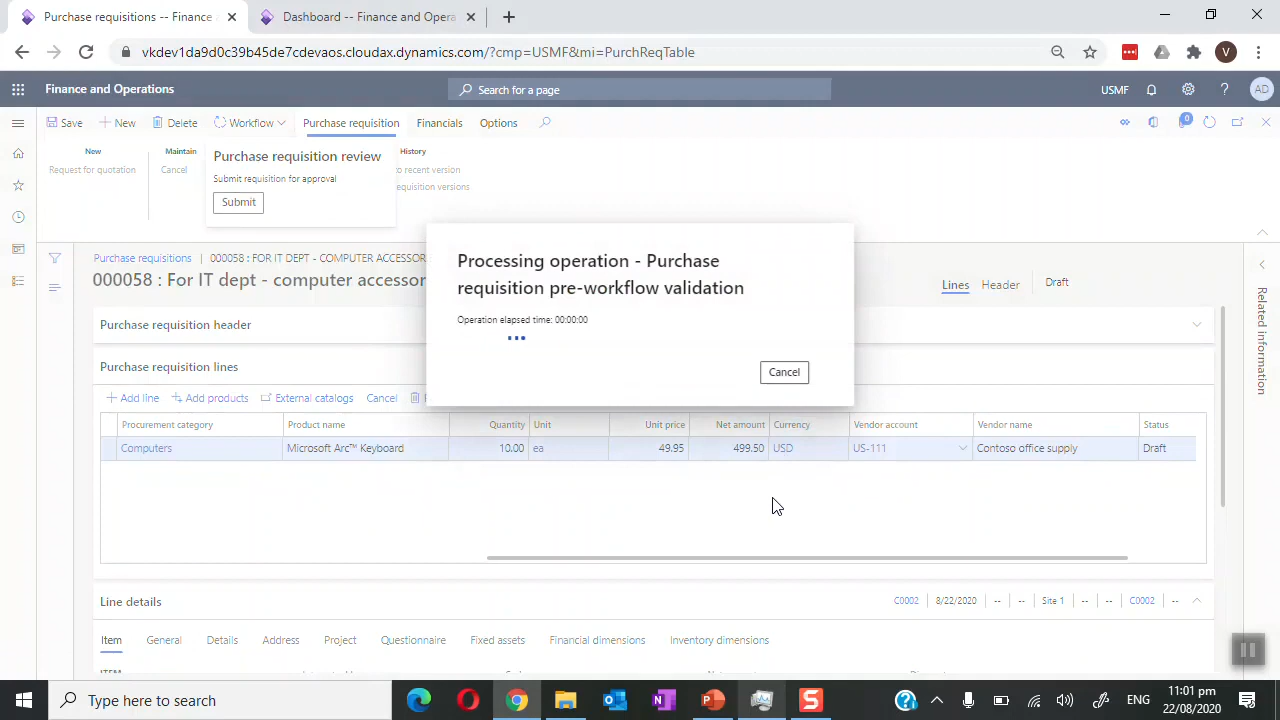 Purchase requisitions -- Finance
Dashboard -- Finance and Opera
vkdev1da9d0c39b45de7cdevaos.cloudax.dynamics.com/?cmp=USMF&mi=PurchReqTable
V
Finance and Operations
Search for a page
USMF
?
AD
Save
New
Delete
Workflow
Purchase requisition
Financials
Options
0
New
Maintain
History
Request for quotation
Cancel
Purchase requisition review
Submit requisition for approval
Submit
to recent version
equisition versions
Purchase requisitions
000058 : FOR IT DEPT - COMPUTER ACCESSOR
000058 : For IT dept - computer accessor
Lines
Header
Draft
Processing operation - Purchase
requisition pre-workflow validation
Operation elapsed time: 00:00:00
Cancel
Related information
Purchase requisition header
Purchase requisition lines
Add line
Add products
External catalogs
Cancel
Procurement category
Product name
Quantity
Unit
Unit price
Net amount
Currency
Vendor account
Vendor name
Status
Computers
Microsoft Arc™ Keyboard
10.00
ea
49.95
499.50
USD
US-111
Contoso office supply
Draft
Line details
C0002
8/22/2020
--
--
Site 1
--
--
C0002
--
Item
General
Details
Address
Project
Questionnaire
Fixed assets
Financial dimensions
Inventory dimensions
ITEM
Type here to search
ENG
11:01 pm
22/08/2020